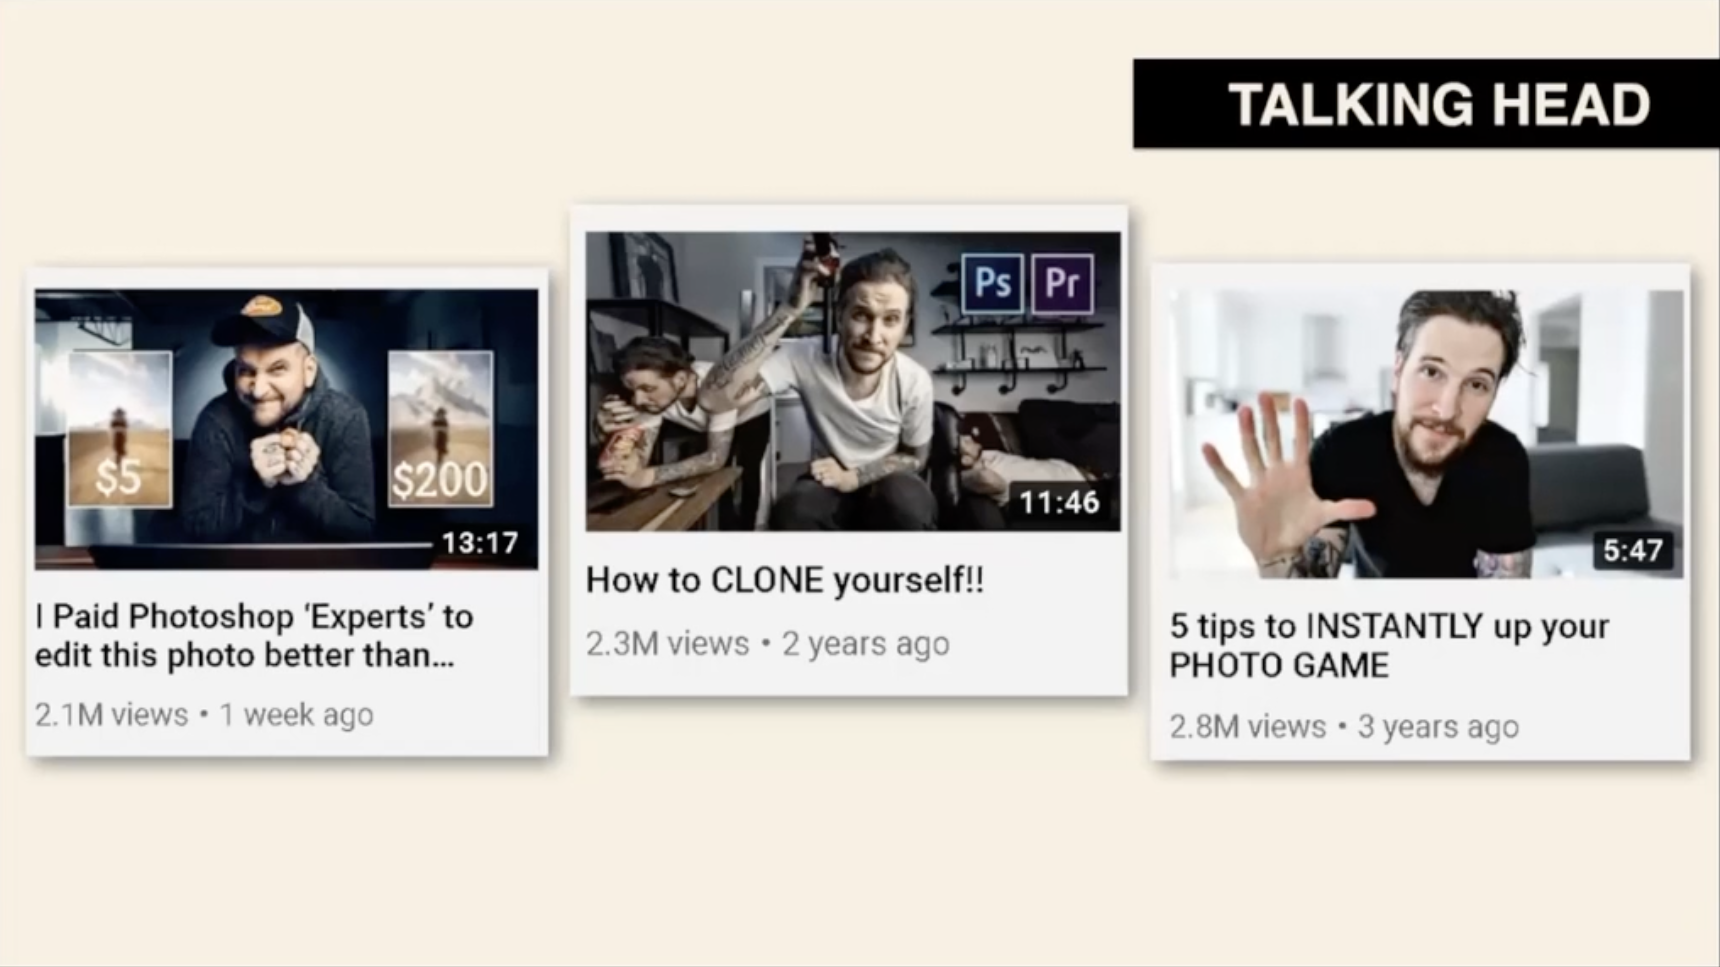 TALKING HEAD
$5
$200
13:17
I Paid Photoshop ‘Experts’ to
edit this photo better than...
2.1M views • 1 week ago
Ps Pr
11:46
How to CLONE yourself!!
2.3M views • 2 years ago
5:47
5 tips to INSTANTLY up your
PHOTO GAME
2.8M views • 3 years ago